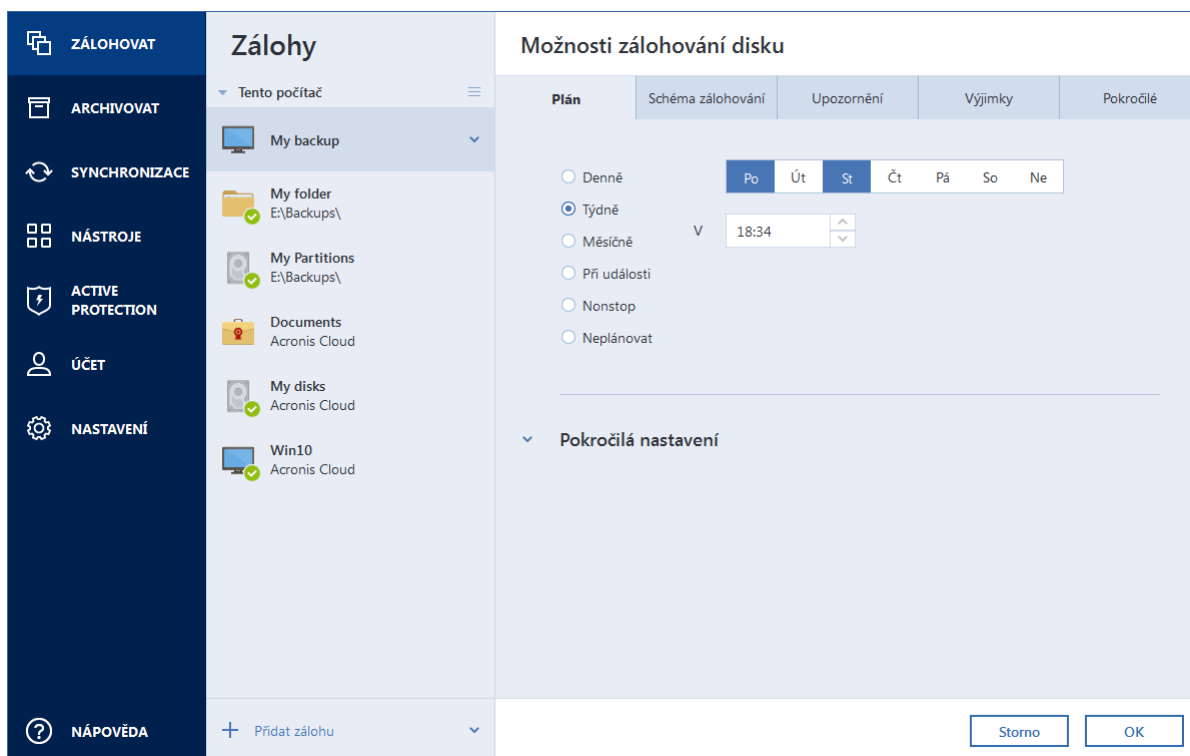 ZÁLOHOVAT
ARCHIVOVAT
SYNCHRONIZACE
NÁSTROJE
ACTIVE
PROTECTION
ÚČET
NASTAVENÍ
NÁPOVĚDA
Zálohy
Tento počítač
My backup
My folder
E:\Backups\
My Partitions
E:\Backups\
Documents
Acronis Cloud
My disks
Acronis Cloud
Win10
Acronis Cloud
Přidat zálohu
Možnosti zálohování disku
Plán Schéma zálohování Upozornění Výjimky Pokročilé
Denně
Týdně
Měsíčně
Při události
Nonstop
Neplánovat
Po Út St Čt Pá So Ne
V 18:34
Pokročilá nastavení
Storno OK